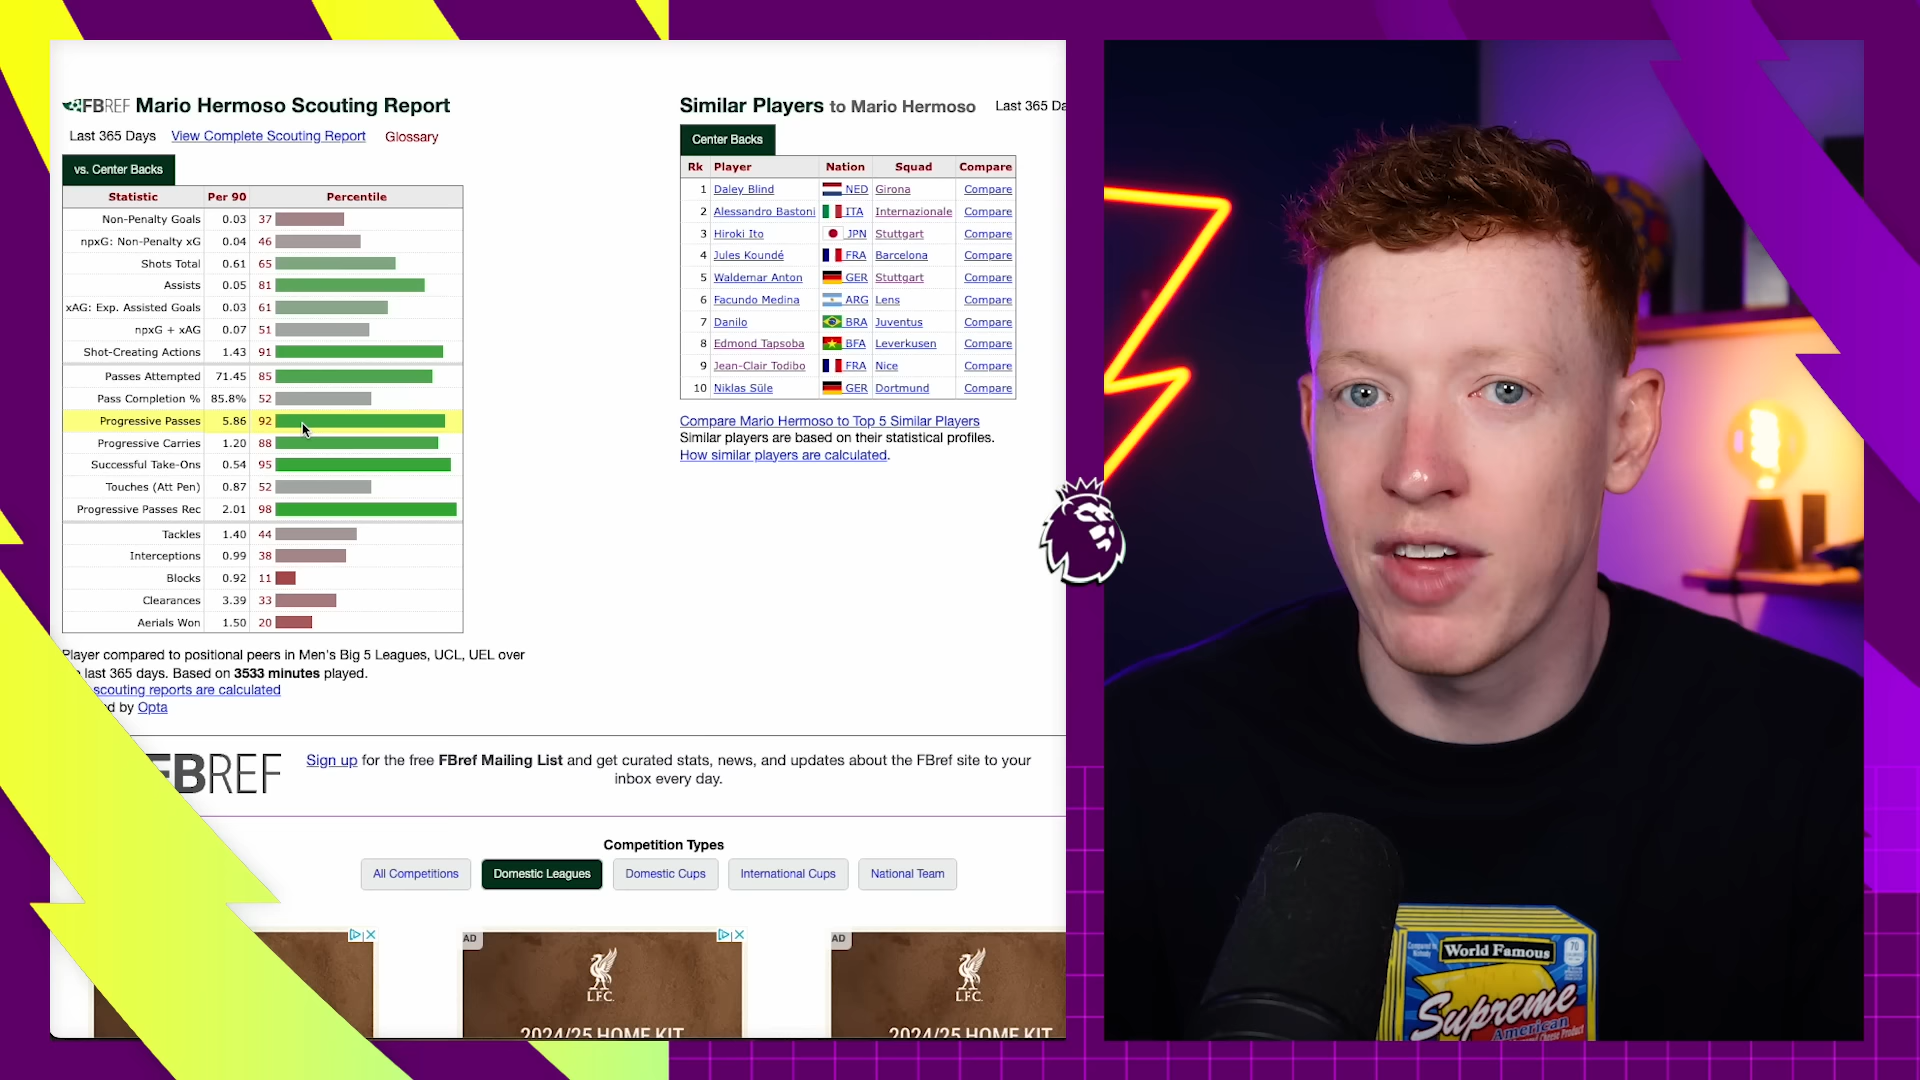 FBREF Mario Hermoso Scouting Report
Last 365 Days View Complete Scouting Report Glossary
vs. Center Backs
Statistic Per 90 Percentile
Non-Penalty Goals 0.03 37
npxG: Non-Penalty xG 0.04 46
Shots Total 0.61 65
Assists 0.05 81
xAG: Exp. Assisted Goals 0.03 61
npxG + xAG 0.07 51
Shot-Creating Actions 1.43 91
Passes Attempted 71.45 85
Pass Completion % 85.8% 52
Progressive Passes 5.86 92
Progressive Carries 1.20 88
Successful Take-Ons 0.54 95
Touches (Att Pen) 0.87 52
Progressive Passes Rec 2.01 98
Tackles 1.40 44
Interceptions 0.99 38
Blocks 0.92 11
Clearances 3.39 33
Aerials Won 1.50 20
Player compared to positional peers in Men's Big 5 Leagues, UCL, UEL over
last 365 days. Based on 3533 minutes played.
scouting reports are calculated
d by Opta
Similar Players to Mario Hermoso Last 365 Da
Center Backs
Rk Player Nation Squad Compare
1 Daley Blind NED Girona Compare
2 Alessandro Bastoni ITA Internazionale Compare
3 Hiroki Ito JPN Stuttgart Compare
4 Jules Koundé FRA Barcelona Compare
5 Waldemar Anton GER Stuttgart Compare
6 Facundo Medina ARG Lens Compare
7 Danilo BRA Juventus Compare
8 Edmond Tapsoba BFA Leverkusen Compare
9 Jean-Clair Todibo FRA Nice Compare
10 Niklas Süle GER Dortmund Compare
Compare Mario Hermoso to Top 5 Similar Players
Similar players are based on their statistical profiles.
How similar players are calculated.
FBREF
Sign up for the free FBref Mailing List and get curated stats, news, and updates about the FBref site to your
inbox every day.
Competition Types
All Competitions Domestic Leagues Domestic Cups International Cups National Team
AD
L.F.C.
2024/25 HOME KIT
AD
L.F.C.
2024/25 HOME KIT
World Famous
70
Supreme
American